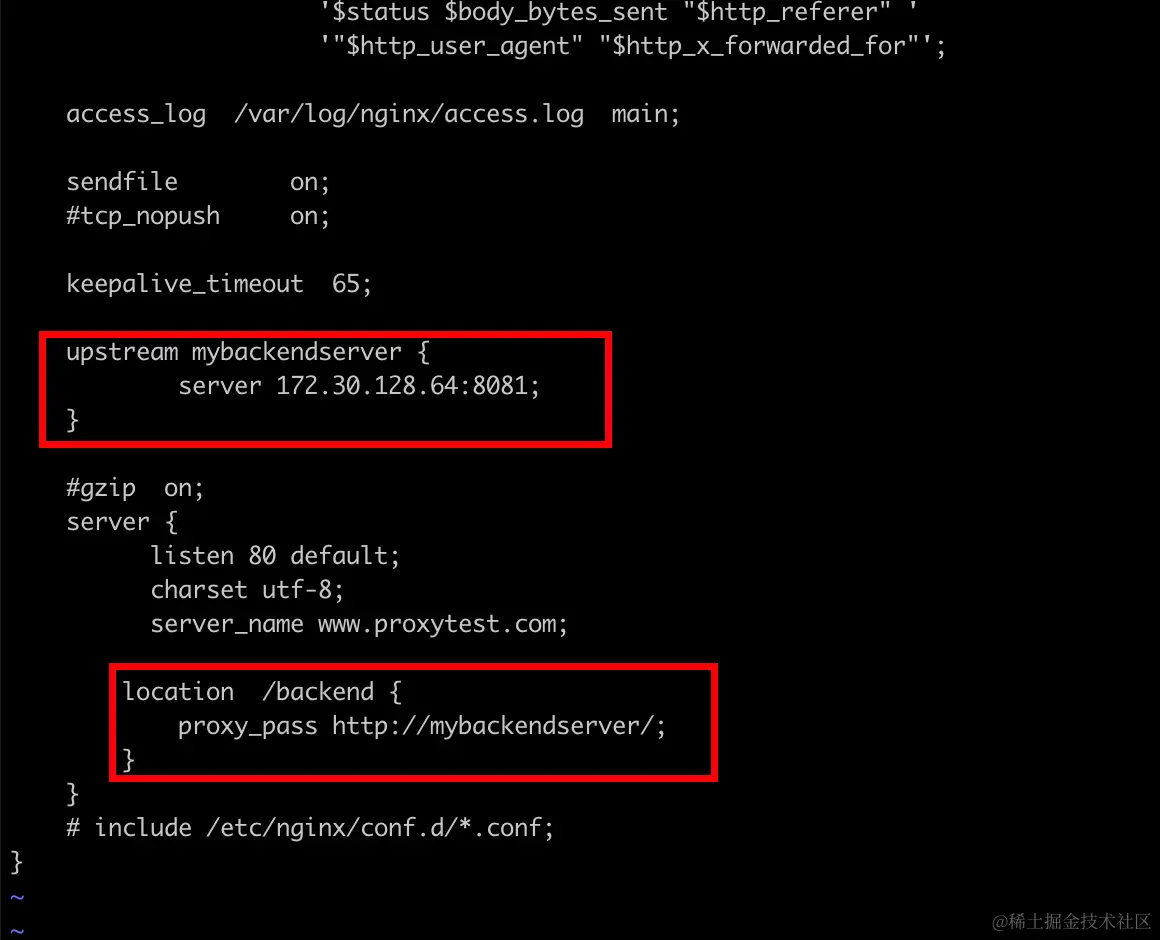 '$status $body_bytes_sent "$http_referer" '
'"$http_user_agent" "$http_x_forwarded_for"';
access_log  /var/log/nginx/access.log  main;
sendfile        on;
#tcp_nopush     on;
keepalive_timeout  65;
upstream mybackendserver {
server 172.30.128.64:8081;
}
#gzip  on;
server {
listen 80 default;
charset utf-8;
server_name www.proxytest.com;
location  /backend {
proxy_pass http://mybackendserver/;
}
}
# include /etc/nginx/conf.d/*.conf;
}
~
~
@稀土掘金技术社区